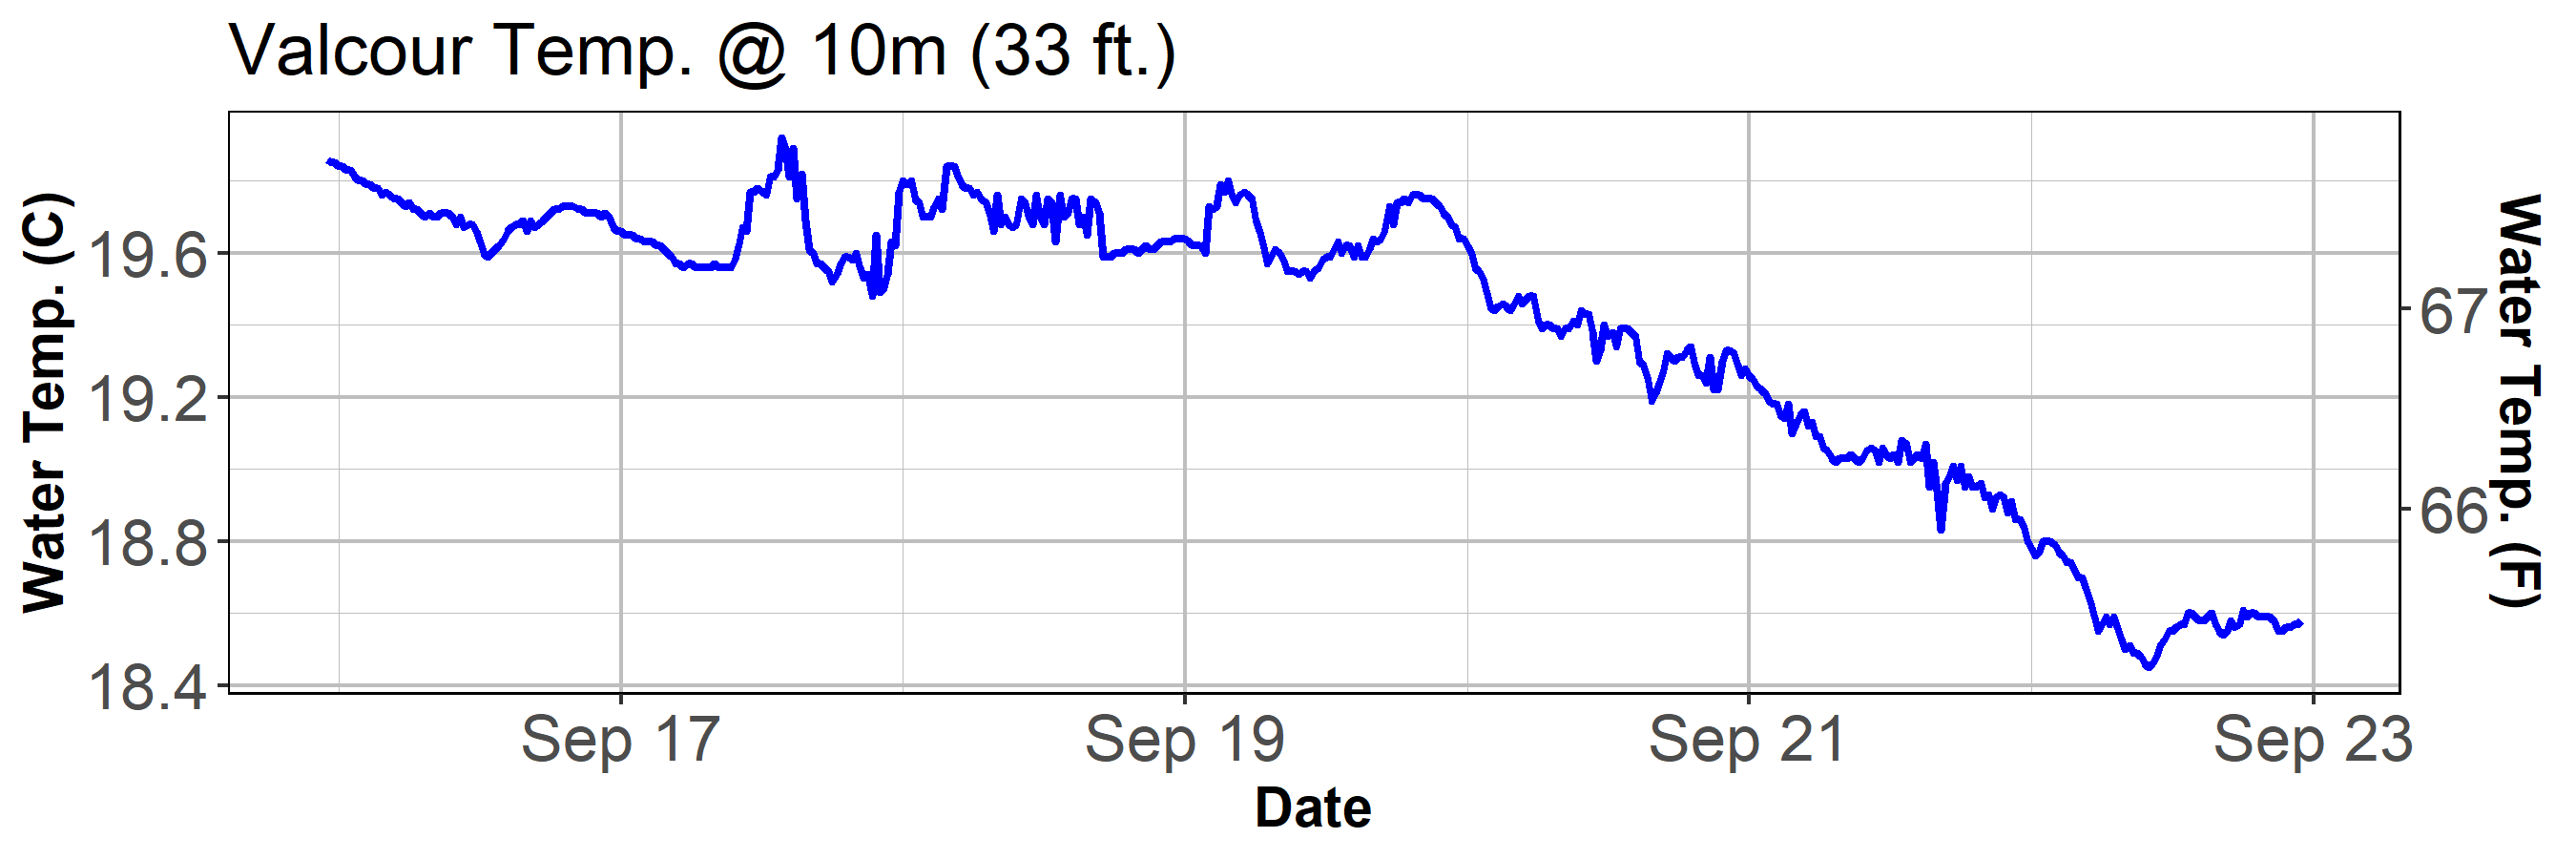 Valcour Temp. @ 10m (33 ft.)
Water Temp. (C)
19.6
19.2
18.8
18.4
67
66
Water Temp. (F)
Sep 17
Sep 19
Sep 21
Sep 23
Date